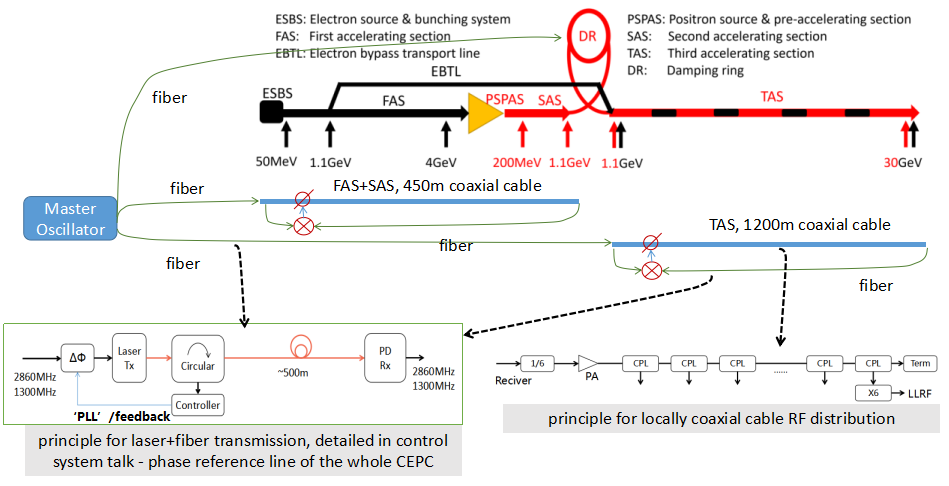 ESBS: Electron source & bunching system
FAS: First accelerating section
EBTL: Electron bypass transport line
DR
PSPAS: Positron source & pre-accelerating section
SAS: Second accelerating section
TAS: Third accelerating section
DR: Damping ring
EBTL
fiber
ESBS
FAS
PSPAS
SAS
TAS
50MeV
1.1GeV
4GeV
200MeV
1.1GeV
1.1GeV
30GeV
fiber
FAS+SAS, 450m coaxial cable
Master
Oscillator
TAS, 1200m coaxial cable
fiber
fiber
fiber
ΔΦ
Laser
Tx
Circular
~500m
PD
Rx
2860MHz
1300MHz
2860MHz
1300MHz
Controller
'PLL' /feedback
principle for laser+fiber transmission, detailed in control
system talk - phase reference line of the whole CEPC
Reciver
1/6
PA
CPL
CPL
CPL
......
CPL
CPL
Term
X6
LLRF
principle for locally coaxial cable RF distribution